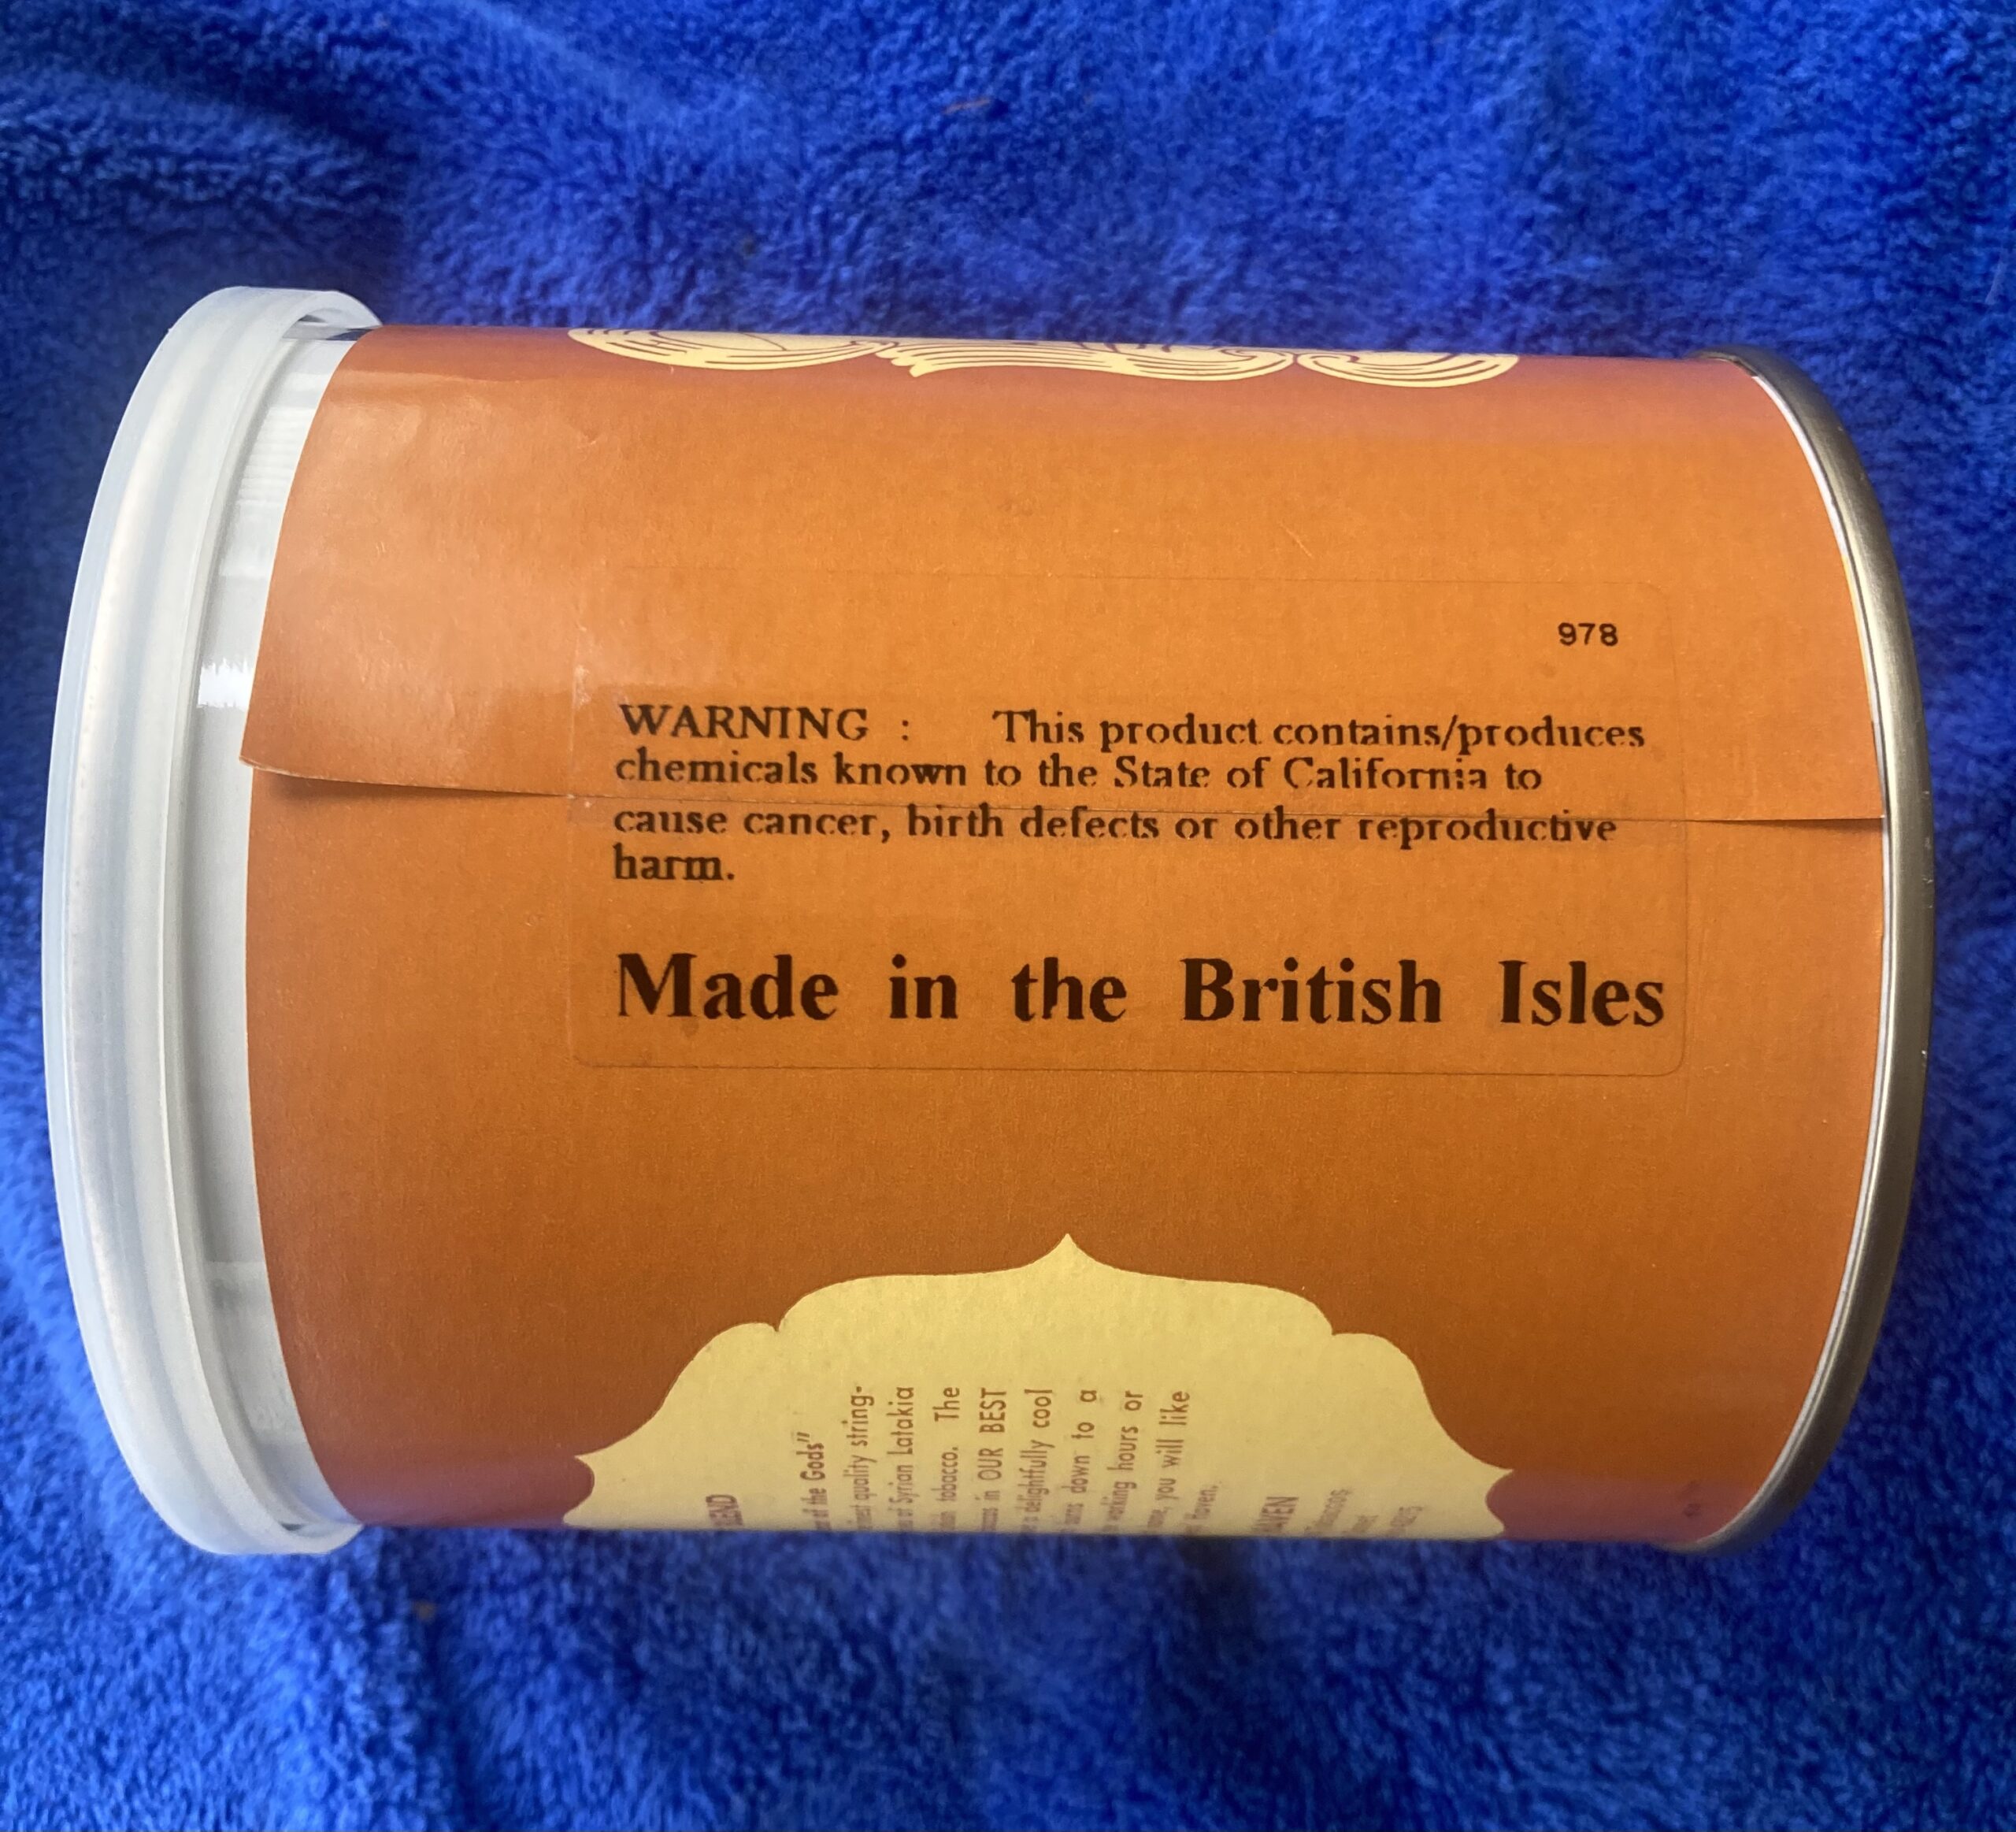 978
WARNING : This product contains/produces
chemicals known to the State of California to
cause cancer, birth defects or other reproductive
harm.
Made in the British Isles
of the Gods"
quality string-
of Syrian Latakia
tobacco. The
in OUR BEST
delightfully cool
down to a
working hours or
you will like